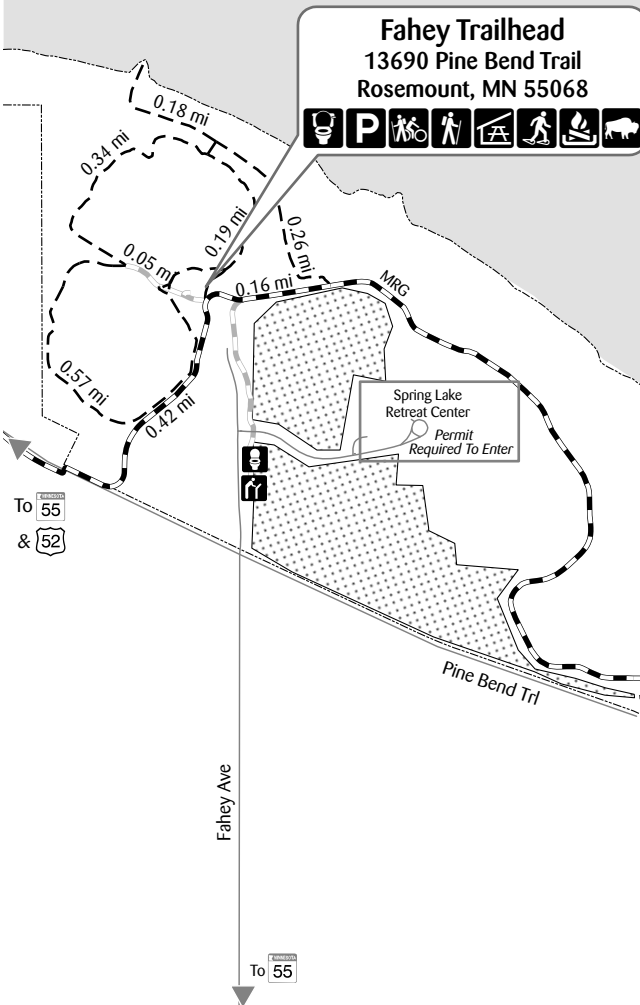 Fahey Trailhead
13690 Pine Bend Trail
Rosemount, MN 55068
P
0.18 mi
0.34 mi
0.19 mi
0.26 mi
0.05 mi
0.16 mi
MRG
0.57 mi
0.42 mi
Spring Lake
Retreat Center
Permit
Required To Enter
To MINNESOTA 55
& 52
Pine Bend Trl
Fahey Ave
To MINNESOTA 55